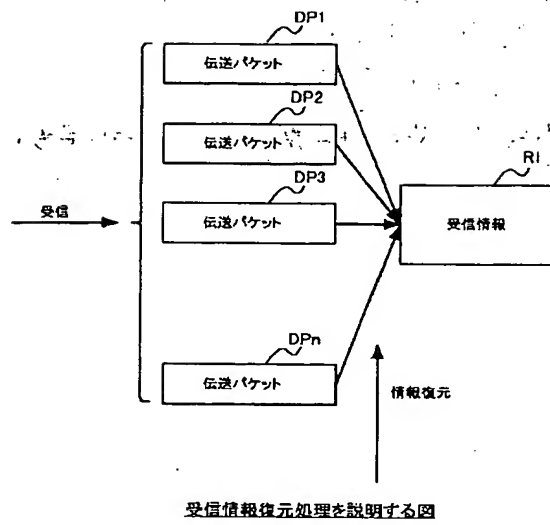 DP1
伝送パケット
DP2
伝送パケット
RI
DP3
受信
伝送パケット
受信情報
DPn
伝送パケット
情報復元
受信情報復元処理を説明する図